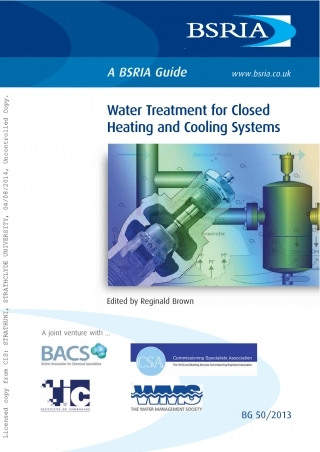 BSRIA
A BSRIA Guide
www.bsria.co.uk
Water Treatment for Closed
Heating and Cooling Systems
Edited by Reginald Brown
A joint venture with ...
BACS
British Association for Chemical Specialities
CSA
Commissioning Specialists Association
tic
INSTITUTE OF CORROSION
WMS
THE WATER MANAGEMENT SOCIETY
BG 50/2013
Licensed copy from CIS: STRATHUNI, STRATHCLYDE UNIVERSITY, 04/08/2014, Uncontrolled Copy.